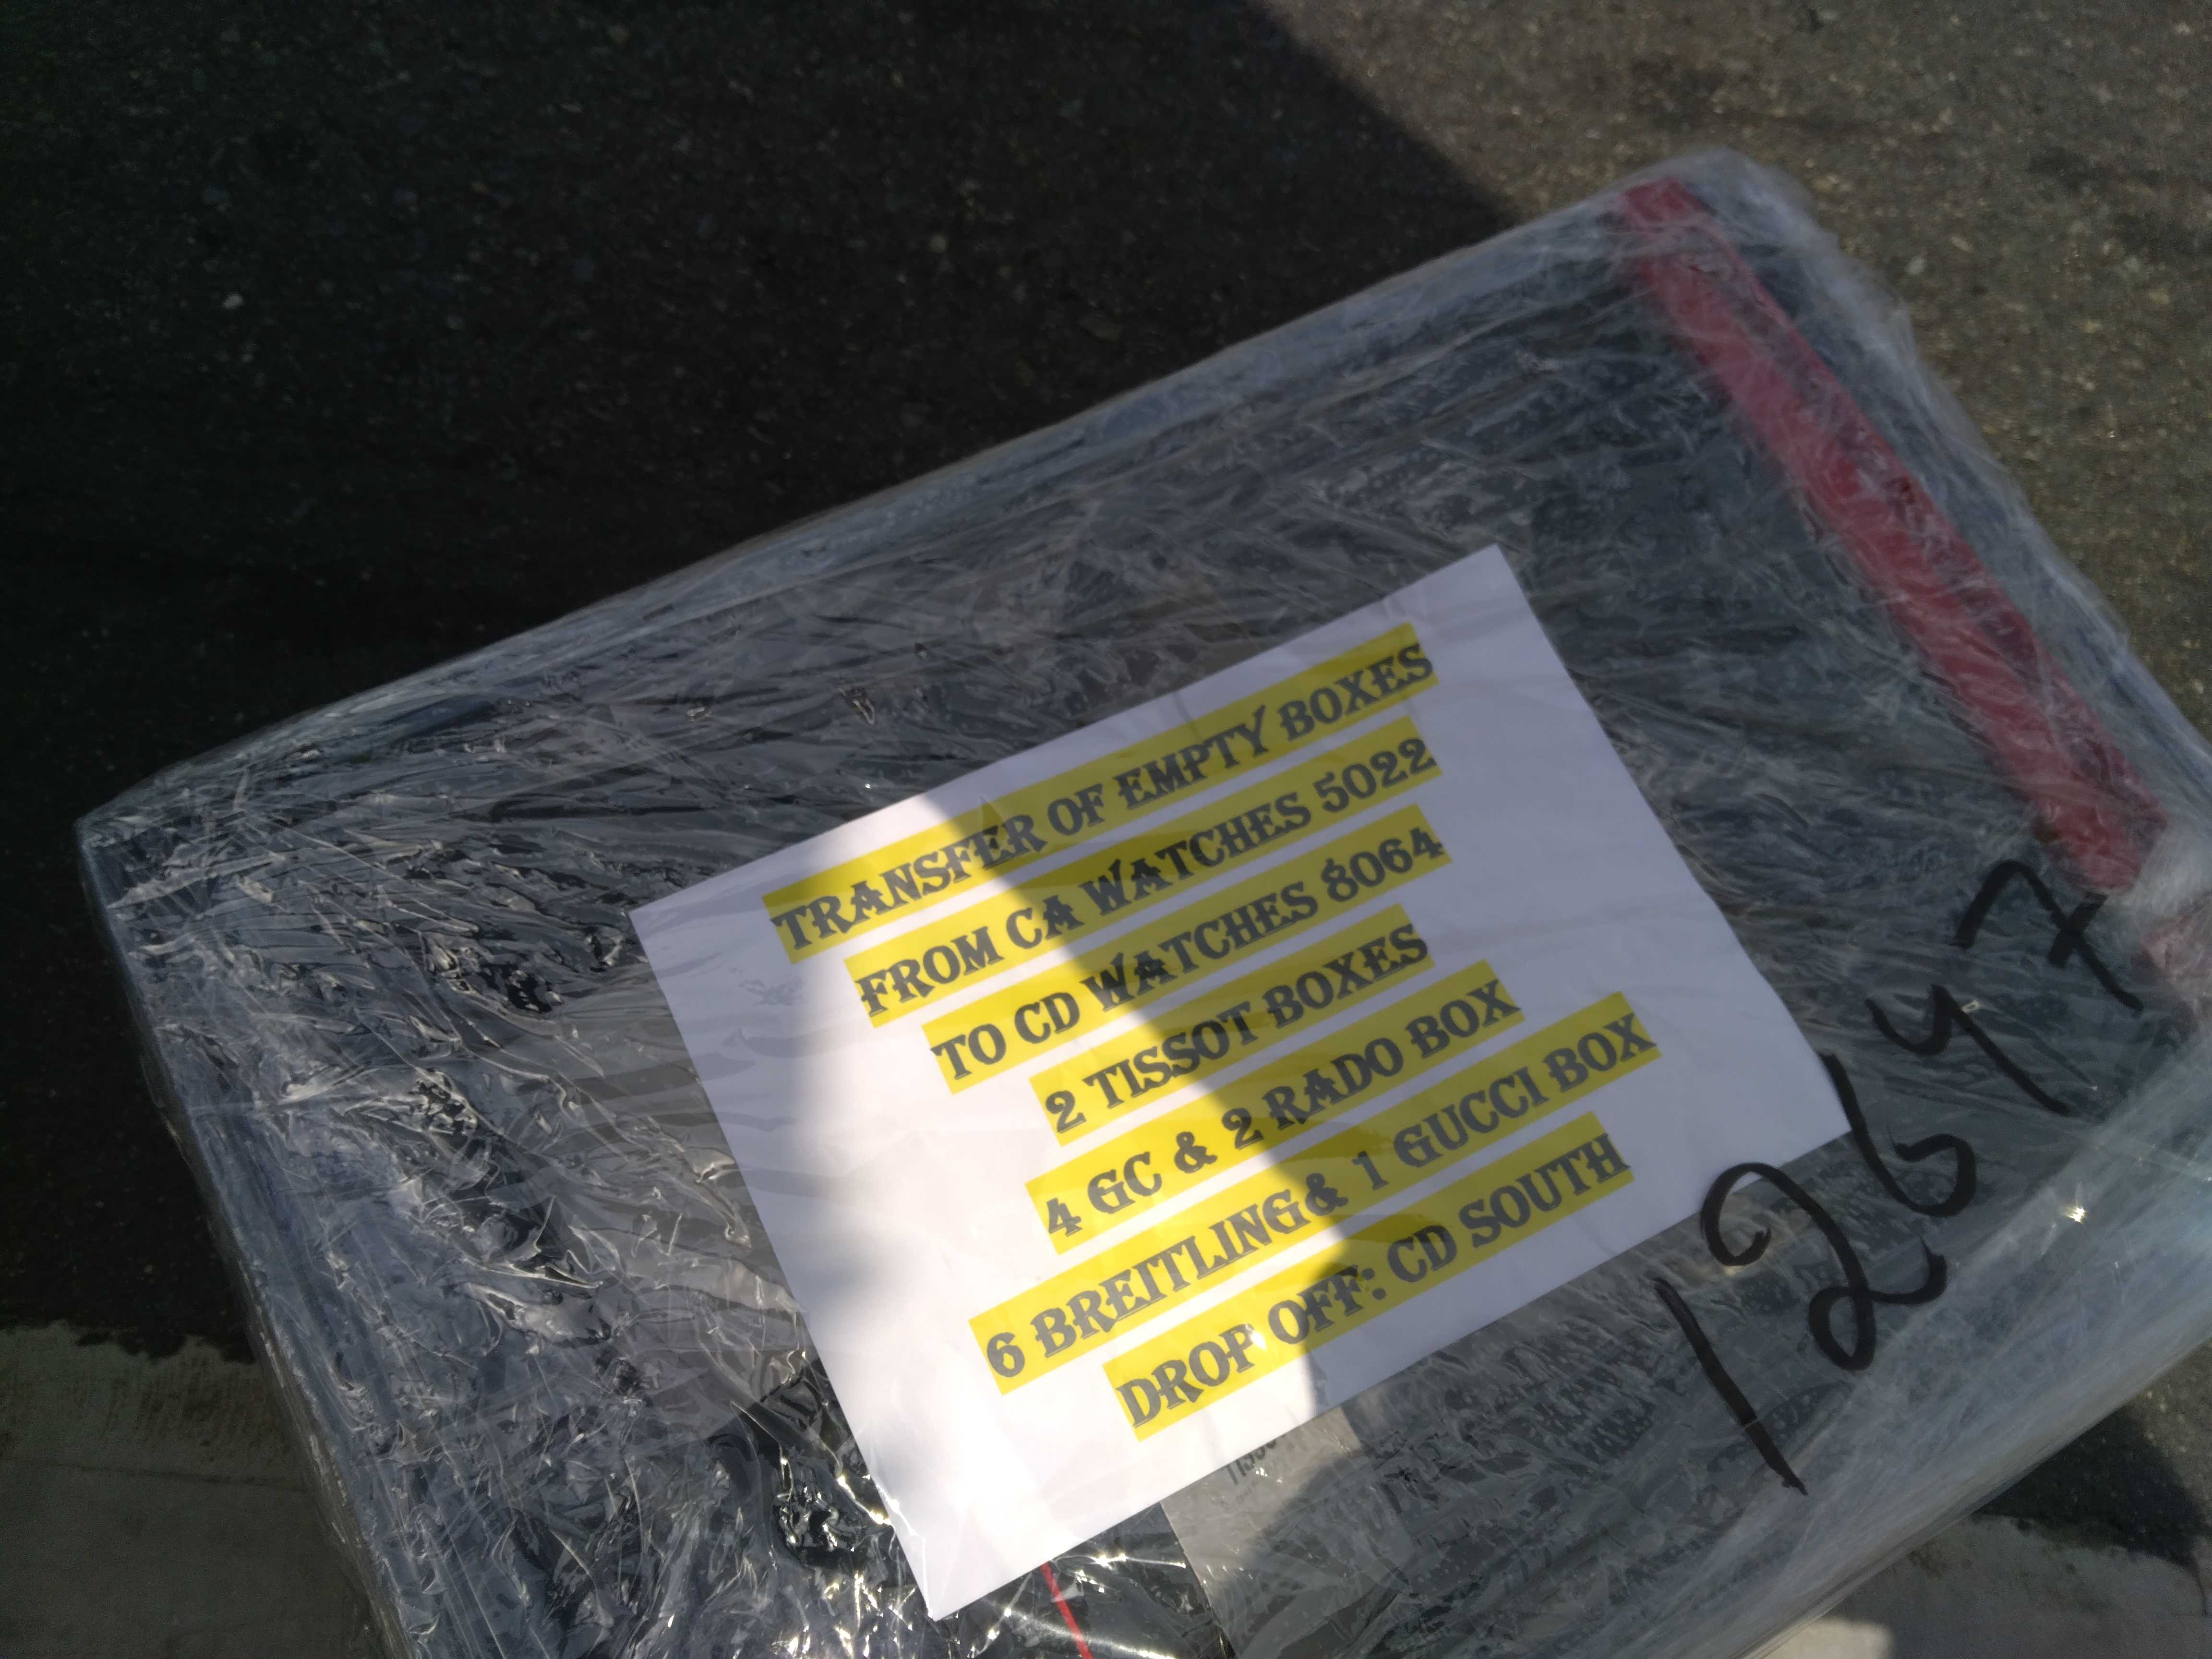 TRANSFER OF EMPTY BOXES
FROM CA WATCHES 5022
TO CD WATCHES 8064
2 TISSOT BOXES
4 GC & 2 RADO BOX
6 BREITLING& 1 GUCCI BOX
DROP OFF: CD SOUTH
12647